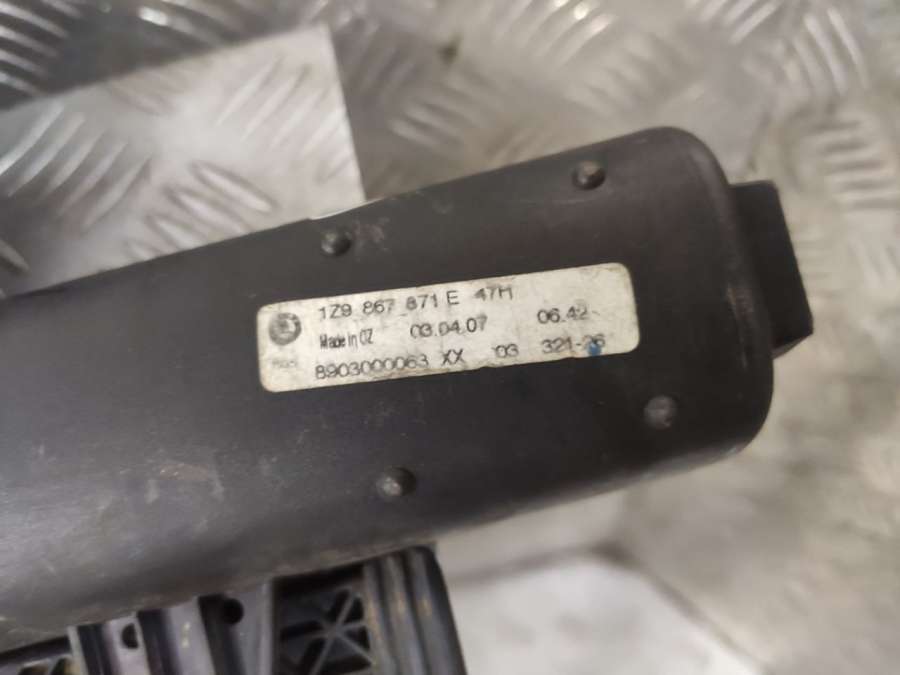 1Z9 867 871 E 47H
Made in CZ 03.04.07 06.42
8903000063 XX 03 321-26